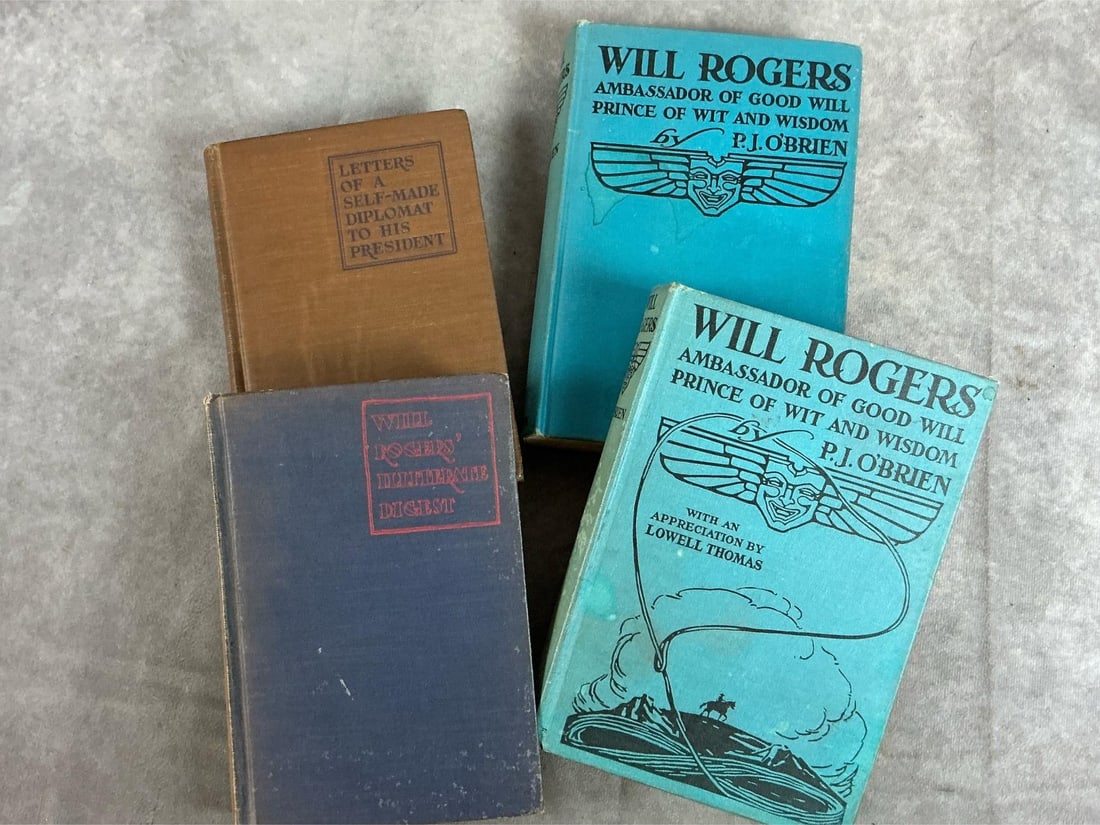 LETTERS
OF A
SELF-MADE
DIPLOMAT
TO HIS
PRESIDENT
WILL ROGERS
AMBASSADOR OF GOOD WILL
PRINCE OF WIT AND WISDOM
by P.J. O'BRIEN
WILL
ROGERS'
ILLITERATE
DIGEST
WILL ROGERS
AMBASSADOR OF GOOD WILL
PRINCE OF WIT AND WISDOM
by P.J. O'BRIEN
WITH AN
APPRECIATION BY
LOWELL THOMAS